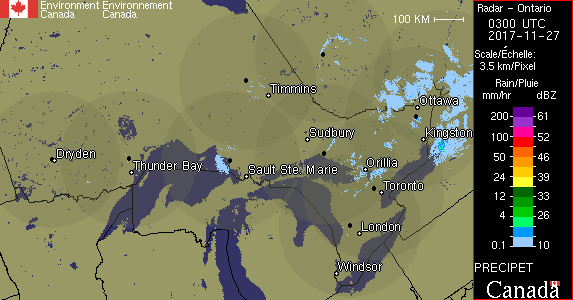 Environment Environnement
Canada Canada
100 KM
Timmins
Ottawa
Sudbury
Kingston
Dryden
Thunder Bay
Sault Ste. Marie
Orillia
Toronto
London
Windsor
Radar - Ontario
0300 UTC
2017-11-27
Scale/Échelle:
3.5 km/Pixel
Rain/Pluie
mm/hr dBZ
200 61
100 52
50 46
24 39
12 33
4 26
0.1 10
PRECIPET
Canada